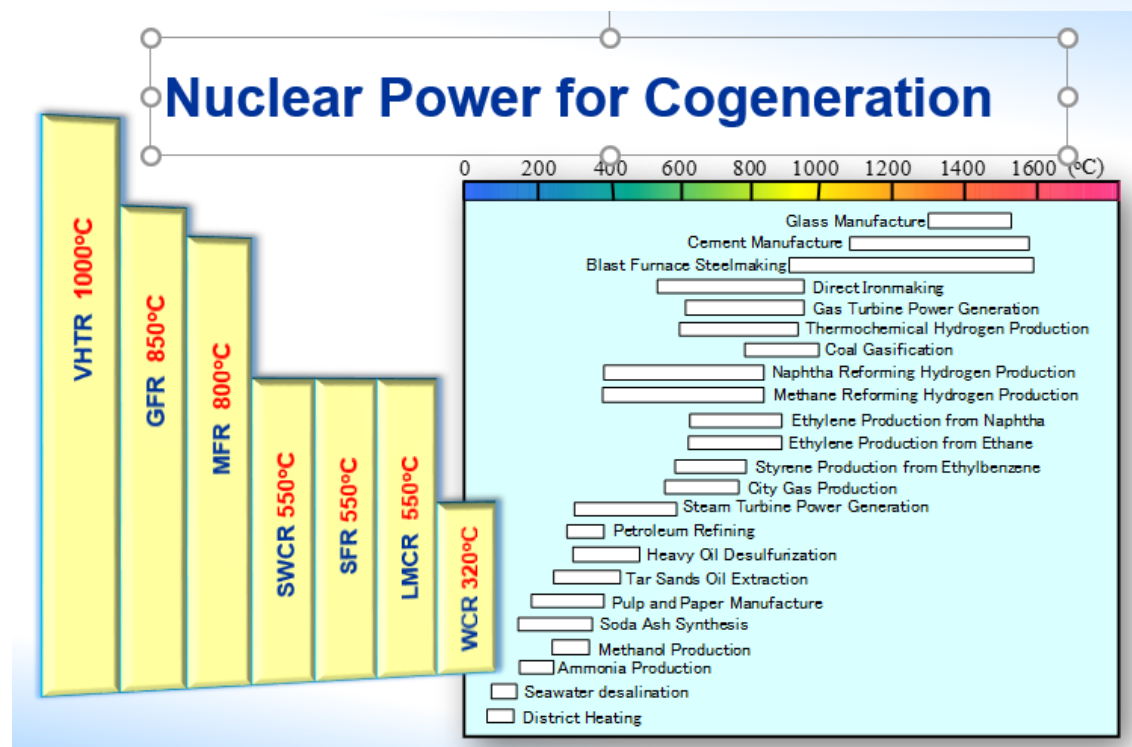 Nuclear Power for Cogeneration
0 200 400 600 800 1000 1200 1400 1600 (°C)
VHTR 1000°C
GFR 850°C
MFR 800°C
SWCR 550°C
SFR 550°C
LMCR 550°C
WCR 320°C
Glass Manufacture
Cement Manufacture
Blast Furnace Steelmaking
Direct Ironmaking
Gas Turbine Power Generation
Thermochemical Hydrogen Production
Coal Gasification
Naphtha Reforming Hydrogen Production
Methane Reforming Hydrogen Production
Ethylene Production from Naphtha
Ethylene Production from Ethane
Styrene Production from Ethylbenzene
City Gas Production
Steam Turbine Power Generation
Petroleum Refining
Heavy Oil Desulfurization
Tar Sands Oil Extraction
Pulp and Paper Manufacture
Soda Ash Synthesis
Methanol Production
Ammonia Production
Seawater desalination
District Heating